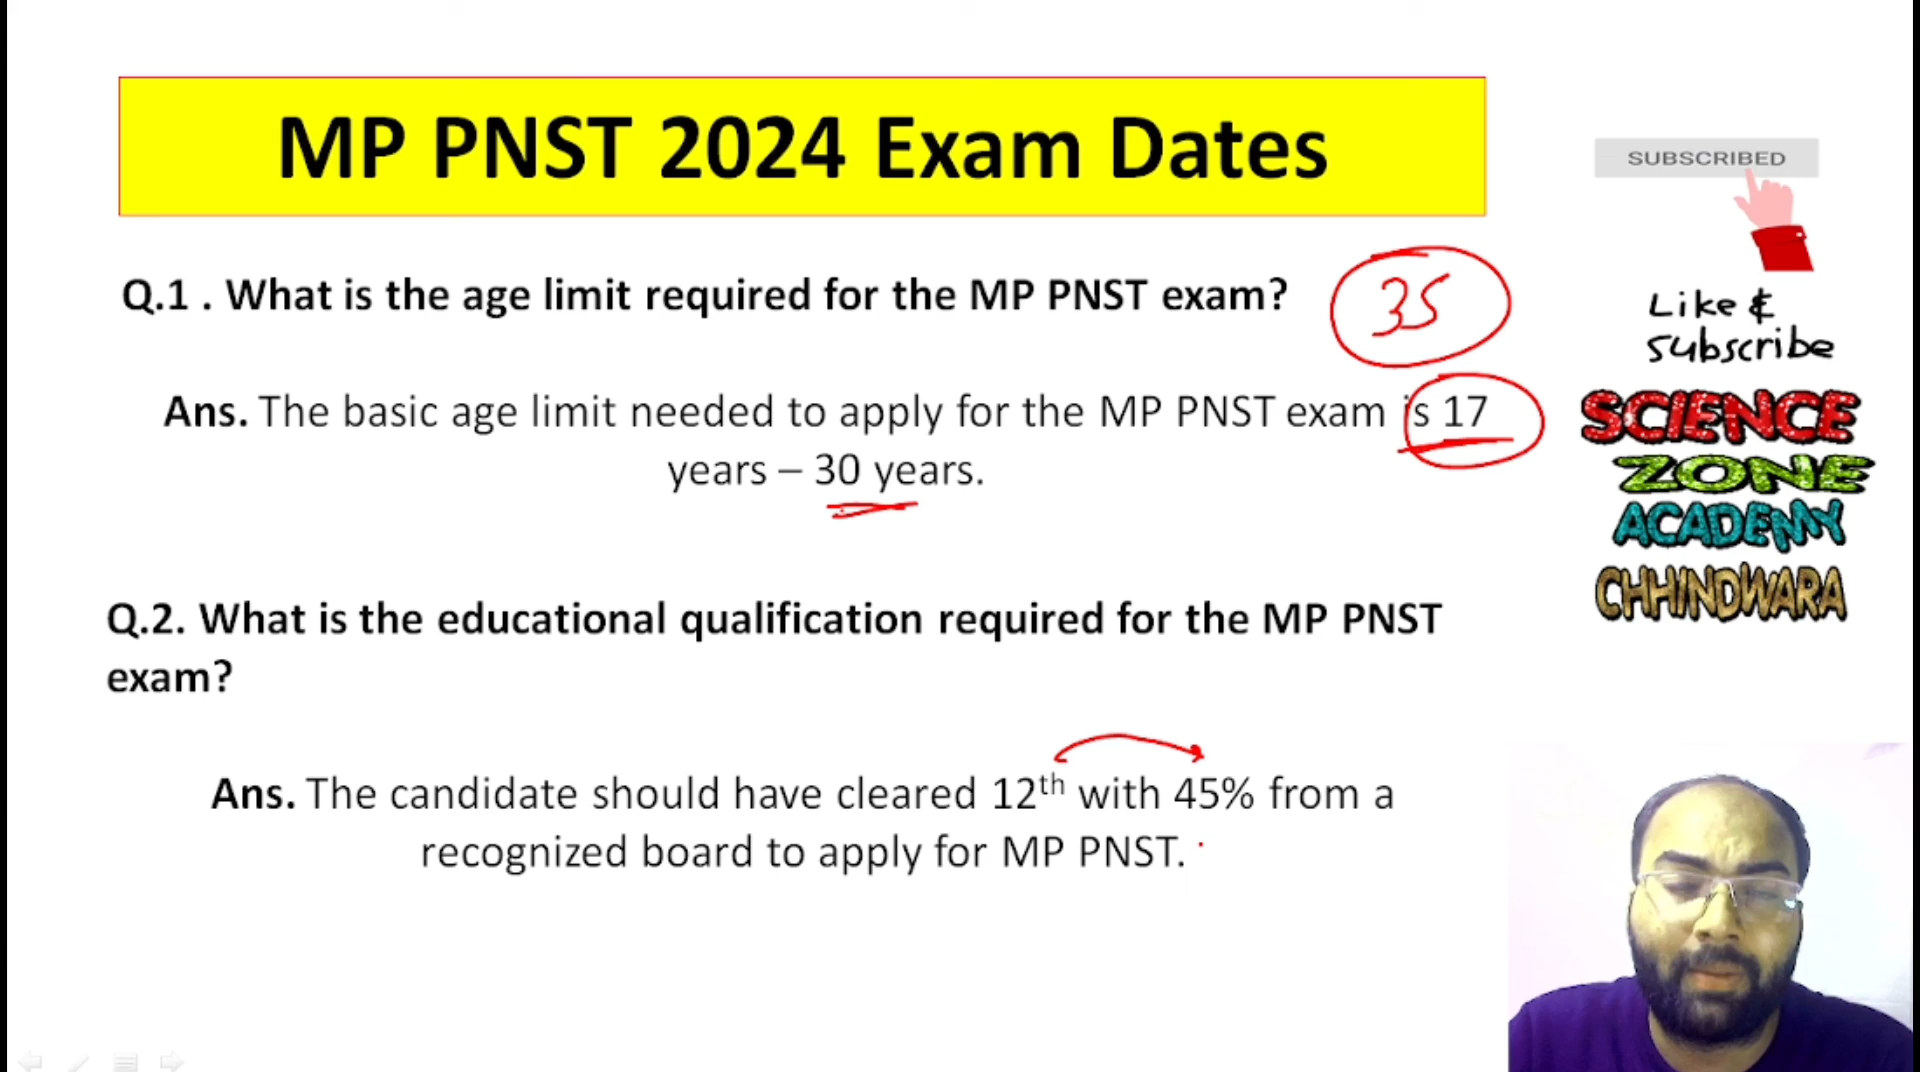 MP PNST 2024 Exam Dates
SUBSCRIBED
Q.1 . What is the age limit required for the MP PNST exam?
35
Like &
Subscribe
Ans. The basic age limit needed to apply for the MP PNST exam is 17
years – 30 years.
SCIENCE
ZONE
ACADEMY
CHHINDWARA
Q.2. What is the educational qualification required for the MP PNST
exam?
Ans. The candidate should have cleared 12th with 45% from a
recognized board to apply for MP PNST.